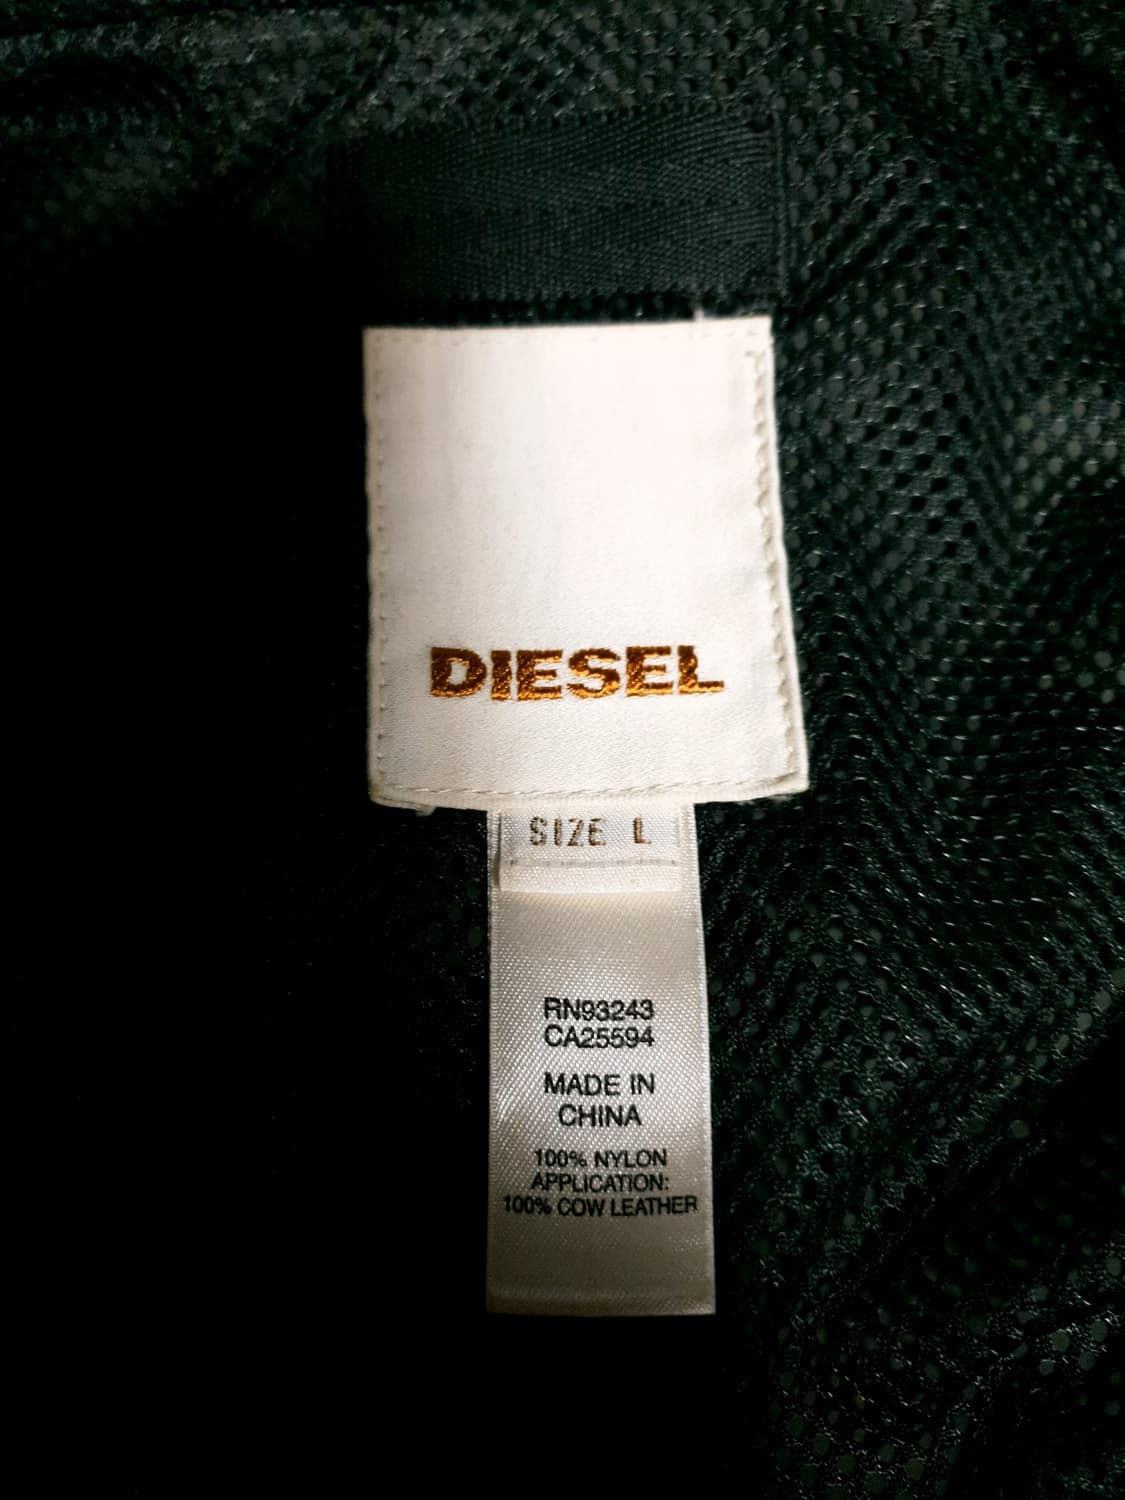 DIESEL
SIZE L
RN93243
CA25594
MADE IN
CHINA
100% NYLON
APPLICATION:
100% COW LEATHER